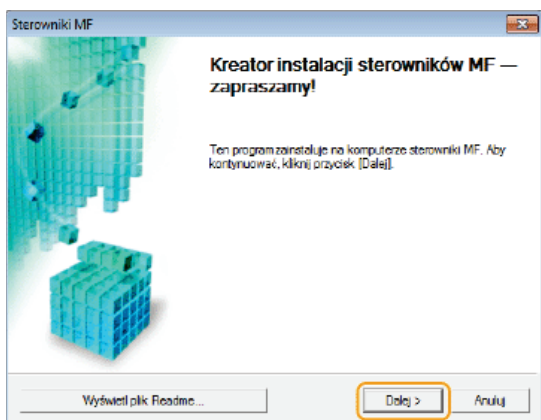 Sterowniki MF
Kreator instalacji sterowników MF —
zapraszamy!
Ten program zainstaluje na komputerze sterowniki MF. Aby
kontynuować, kliknij przycisk [Dalej].
Wyświetl plik Readme...
Dalej >
Anuluj